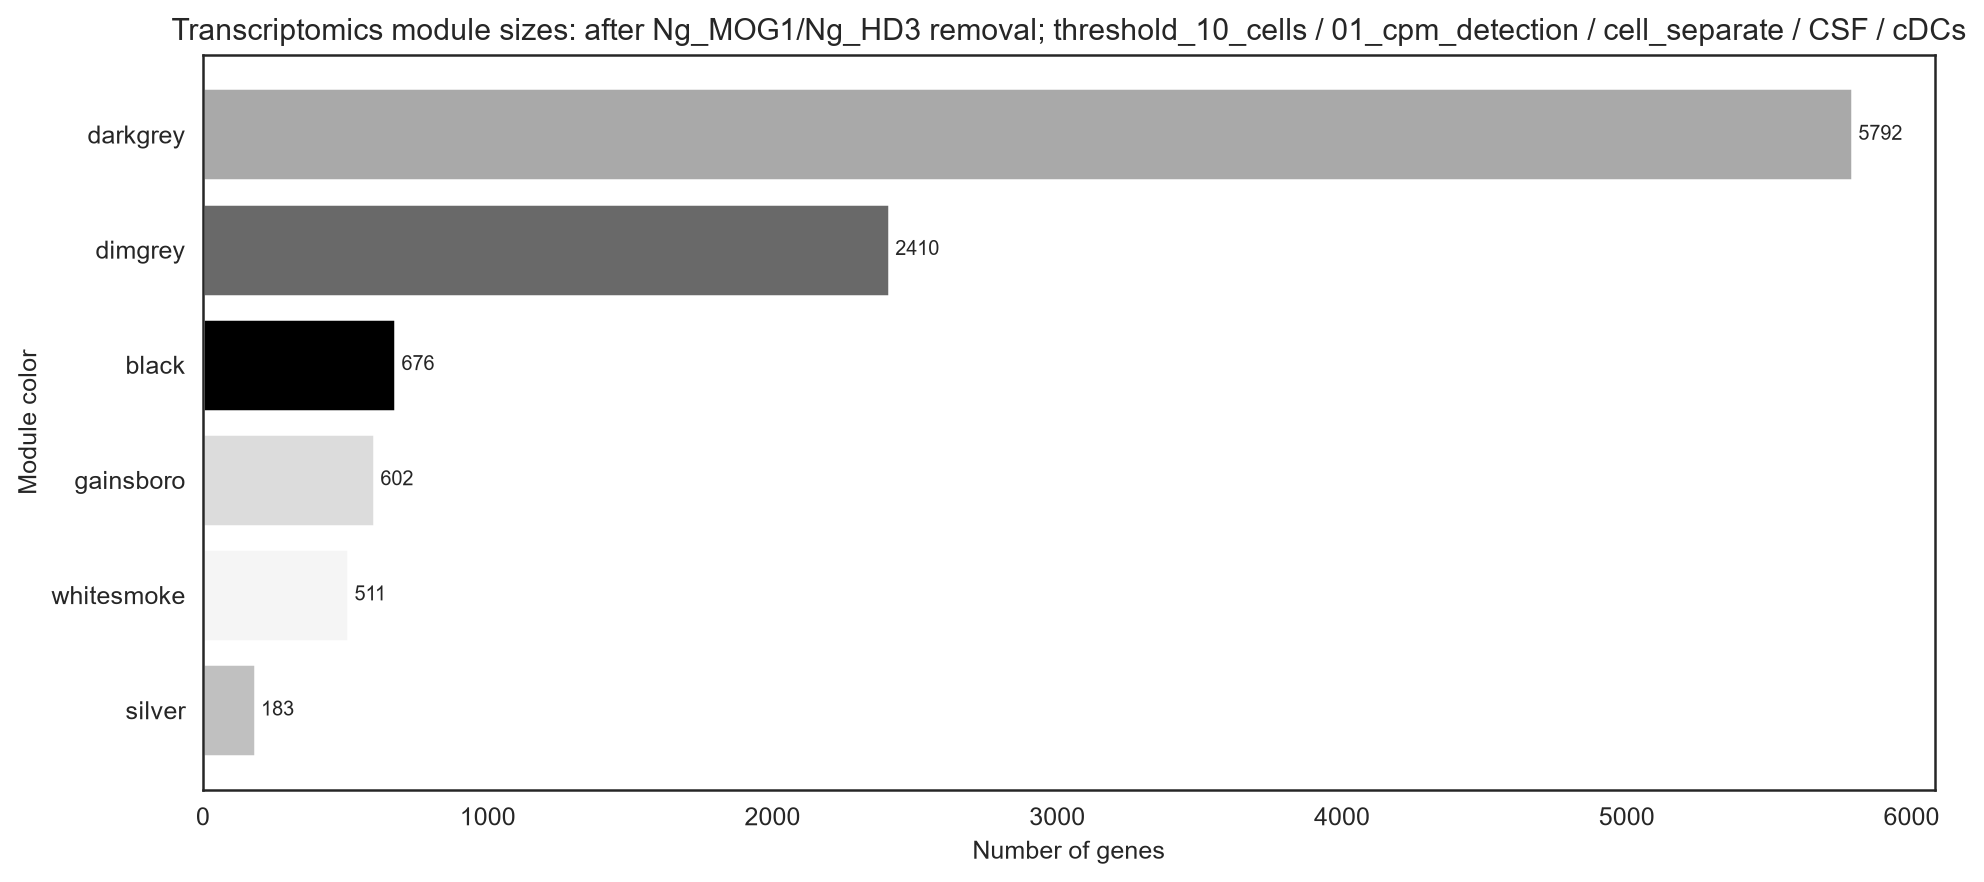 Transcriptomics module sizes: after Ng_MOG1/Ng_HD3 removal; threshold_10_cells / 01_cpm_detection / cell_separate / CSF / cDCs
Module color
darkgrey
5792
dimgrey
2410
black
676
gainsboro
602
whitesmoke
511
silver
183
0 1000 2000 3000 4000 5000 6000
Number of genes